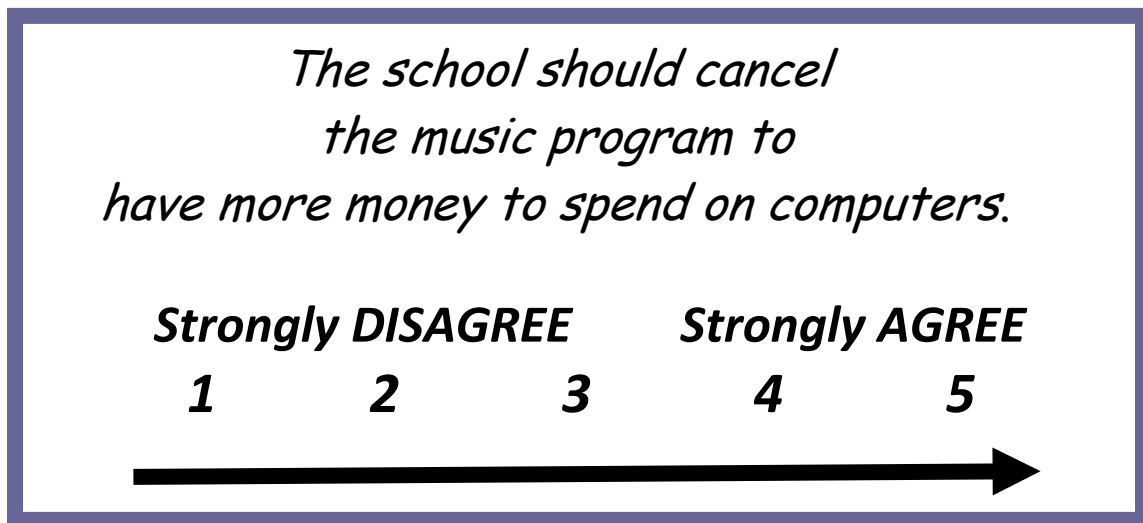 The school should cancel
the music program to
have more money to spend on computers.
Strongly DISAGREE Strongly AGREE
1 2 3 4 5